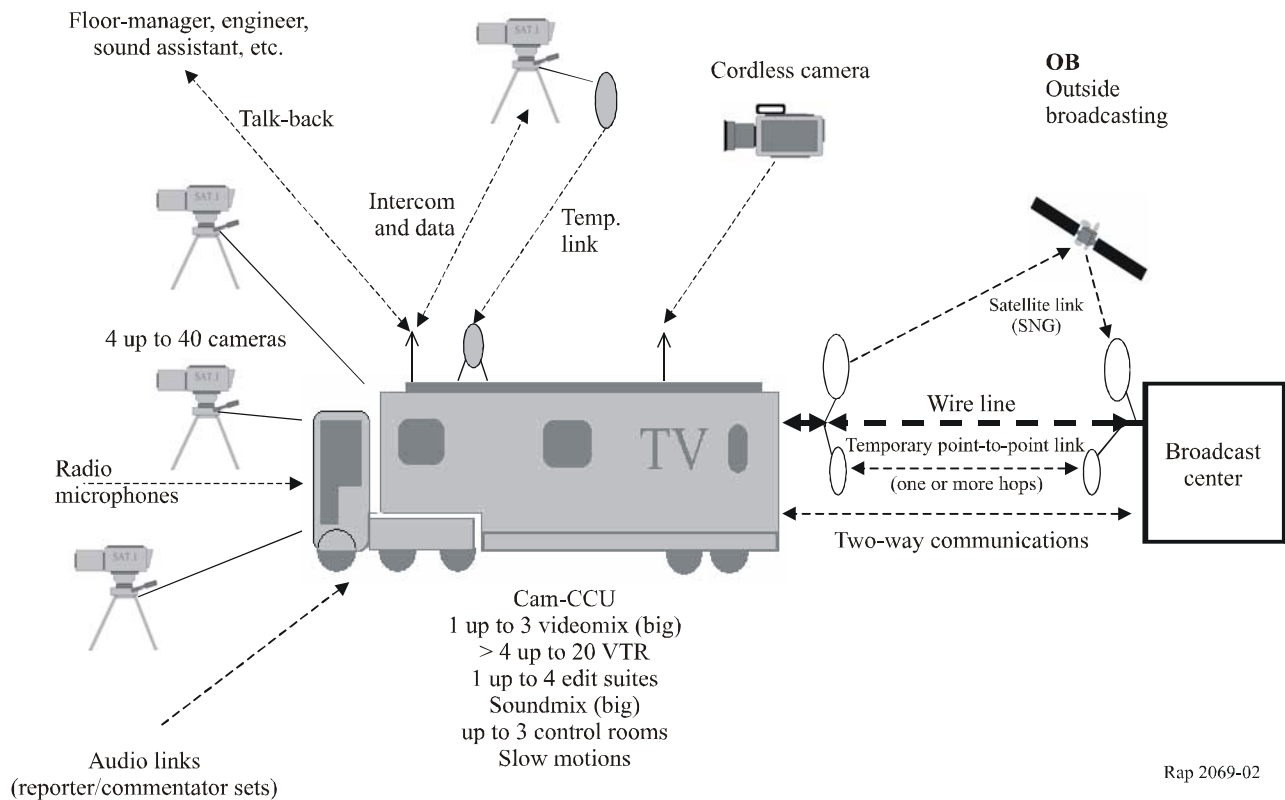 Floor-manager, engineer,
sound assistant, etc.
SAT.1
Cordless camera
OB
Outside
broadcasting
Talk-back
SAT.1
Intercom
and data
Temp.
link
Satellite link
(SNG)
4 up to 40 cameras
SAT.1
Wire line
TV
Temporary point-to-point link
(one or more hops)
Broadcast
center
Radio
microphones
Two-way communications
SAT.1
Cam-CCU
1 up to 3 videomix (big)
> 4 up to 20 VTR
1 up to 4 edit suites
Soundmix (big)
up to 3 control rooms
Slow motions
Audio links
(reporter/commentator sets)
Rap 2069-02